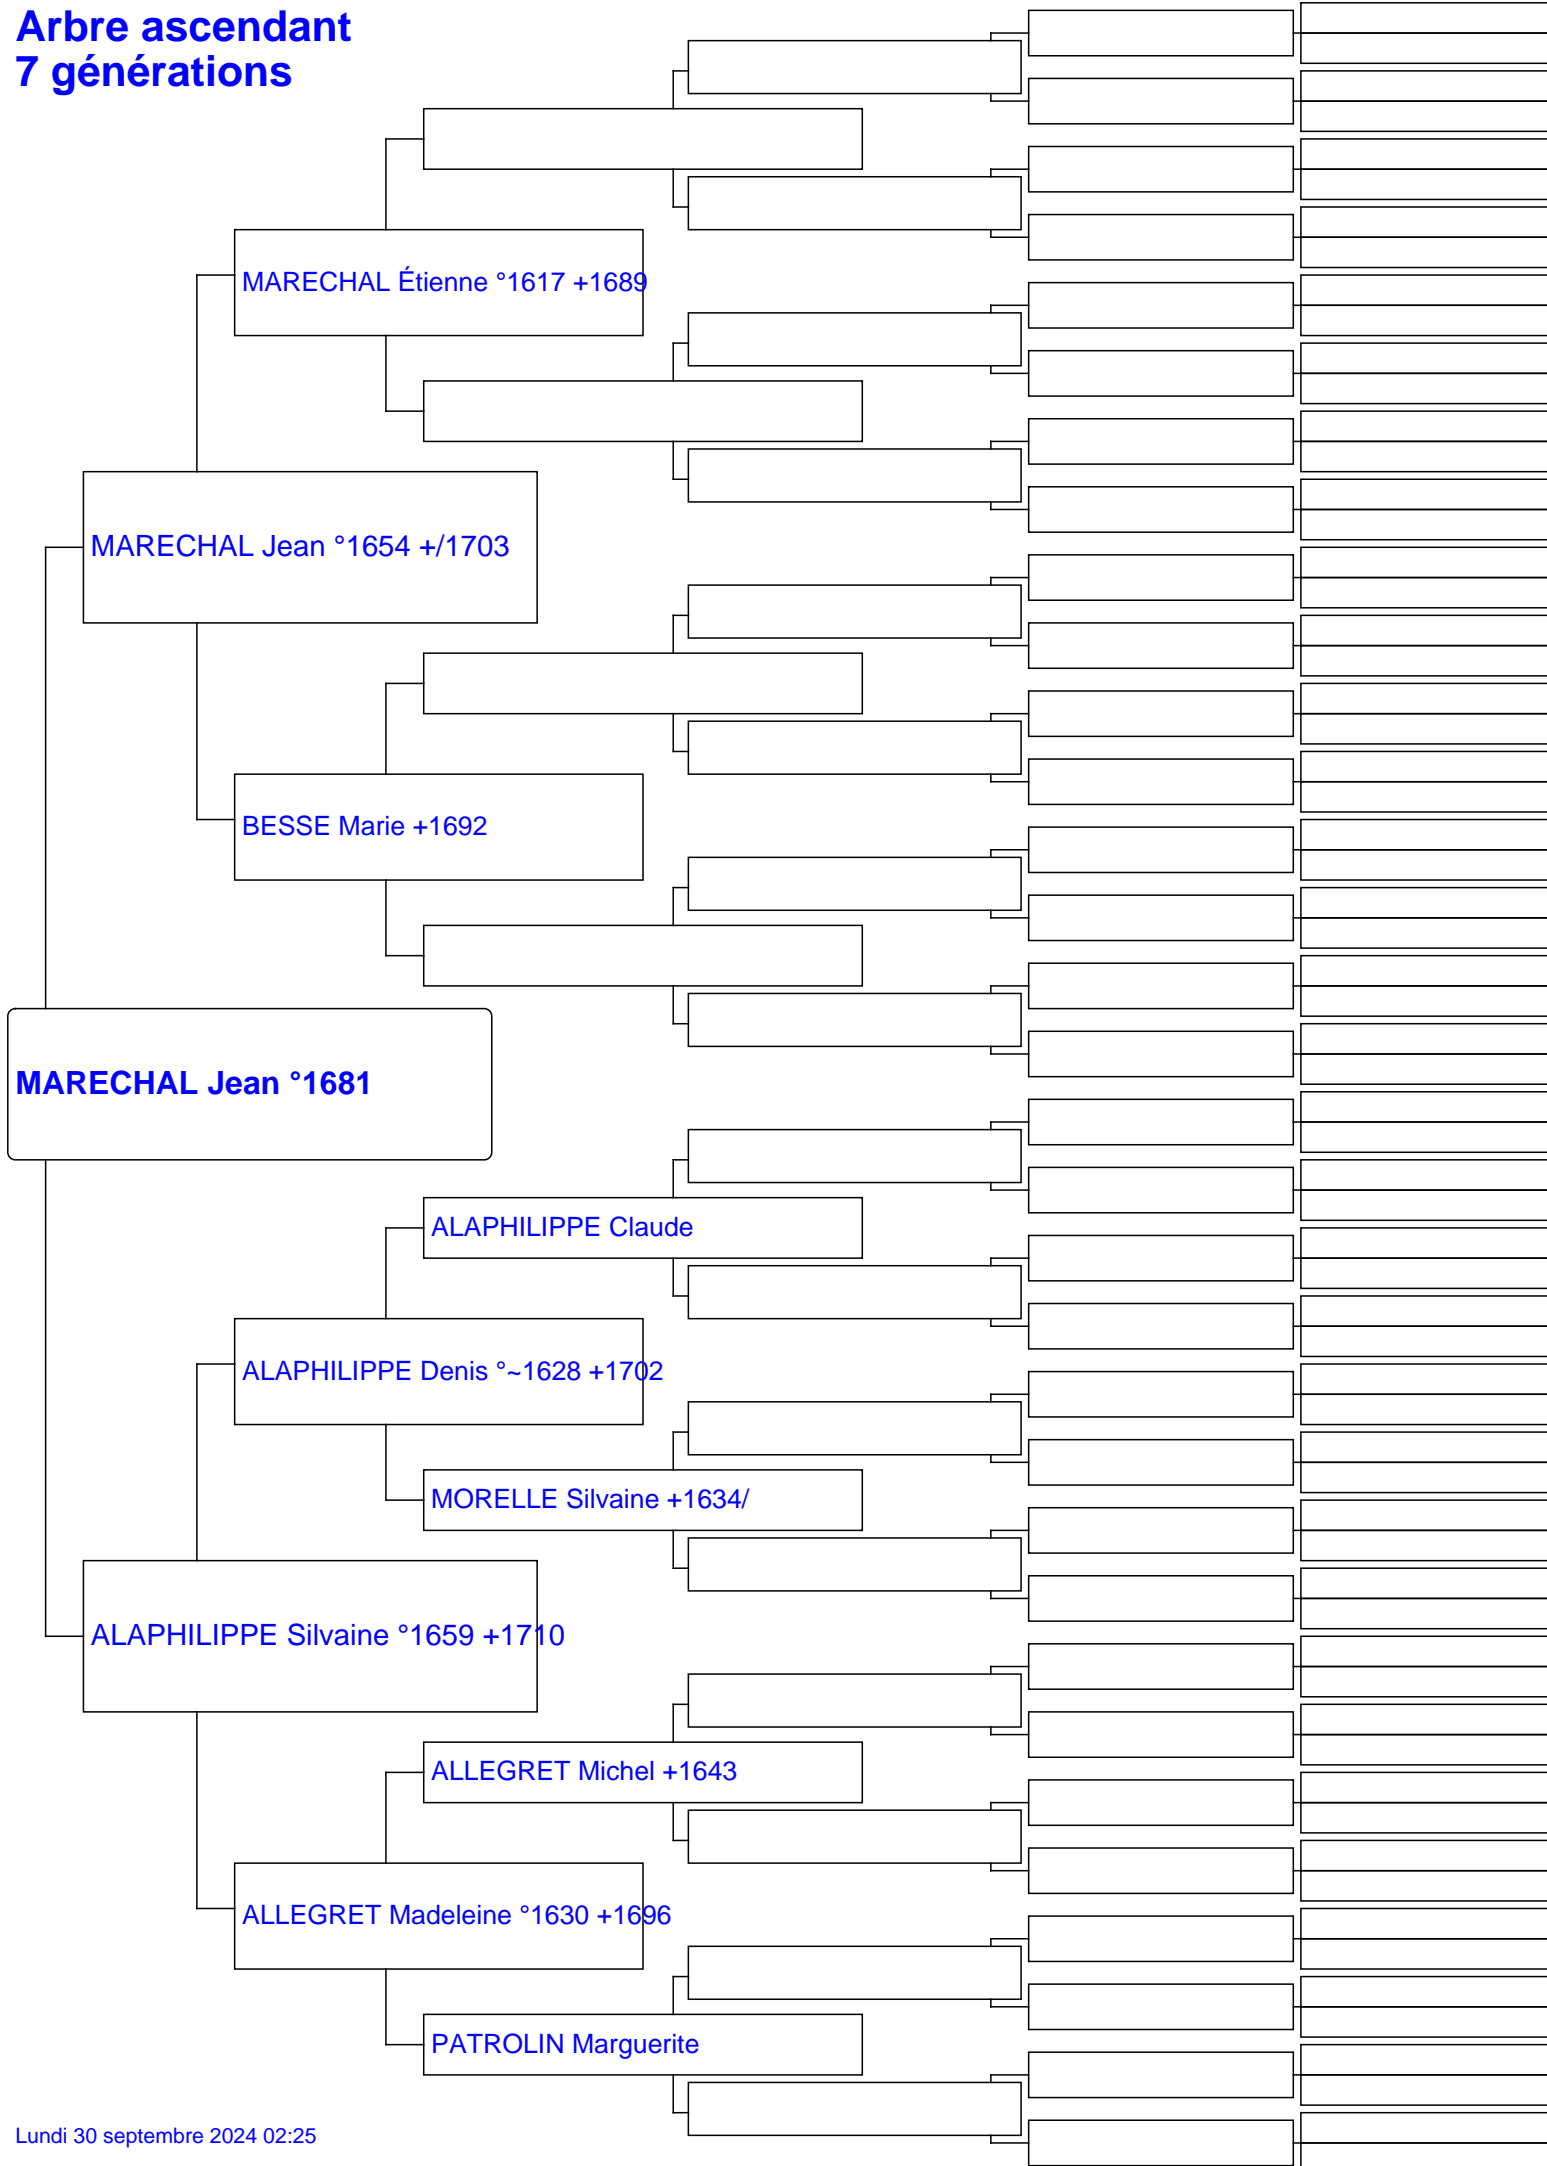 Arbre ascendant
7 générations
MARECHAL Étienne °1617 +1689
MARECHAL Jean °1654 +/1703
BESSE Marie +1692
MARECHAL Jean °1681
ALAPHILIPPE Claude
ALAPHILIPPE Denis °~1628 +1702
MORELLE Silvaine +1634/
ALAPHILIPPE Silvaine °1659 +1710
ALLEGRET Michel +1643
ALLEGRET Madeleine °1630 +1696
PATROLIN Marguerite
Lundi 30 septembre 2024 02:25